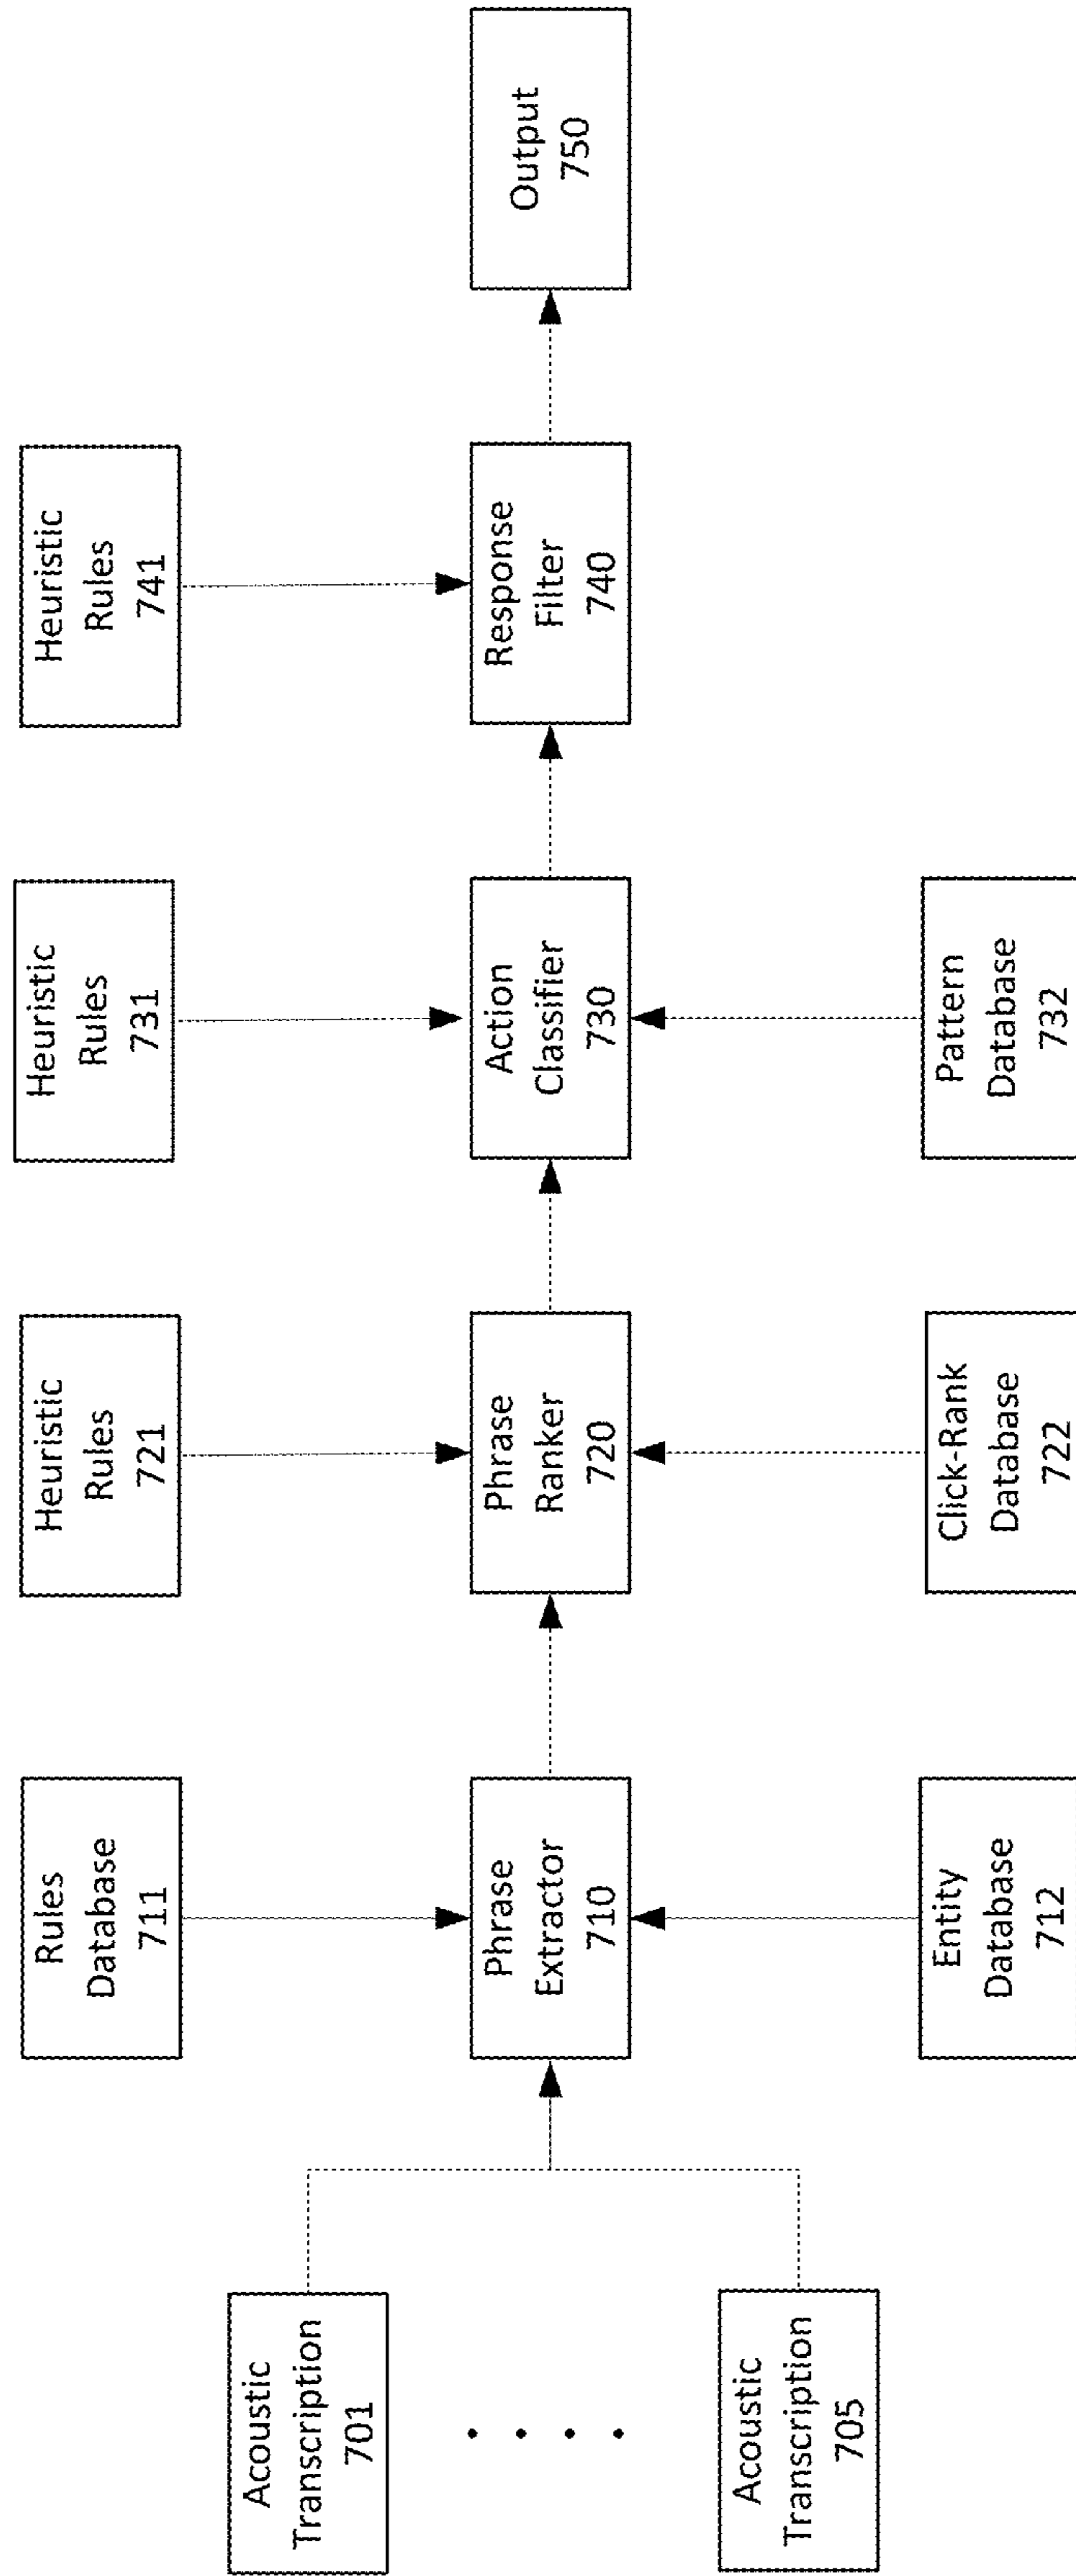 Acoustic
Transcription
701
Acoustic
Transcription
705
Rules
Database
711
Phrase
Extractor
710
Entity
Database
712
Heuristic
Rules
721
Phrase
Ranker
720
Click-Rank
Database
722
Heuristic
Rules
731
Action
Classifier
730
Pattern
Database
732
Heuristic
Rules
741
Response
Filter
740
Output
750